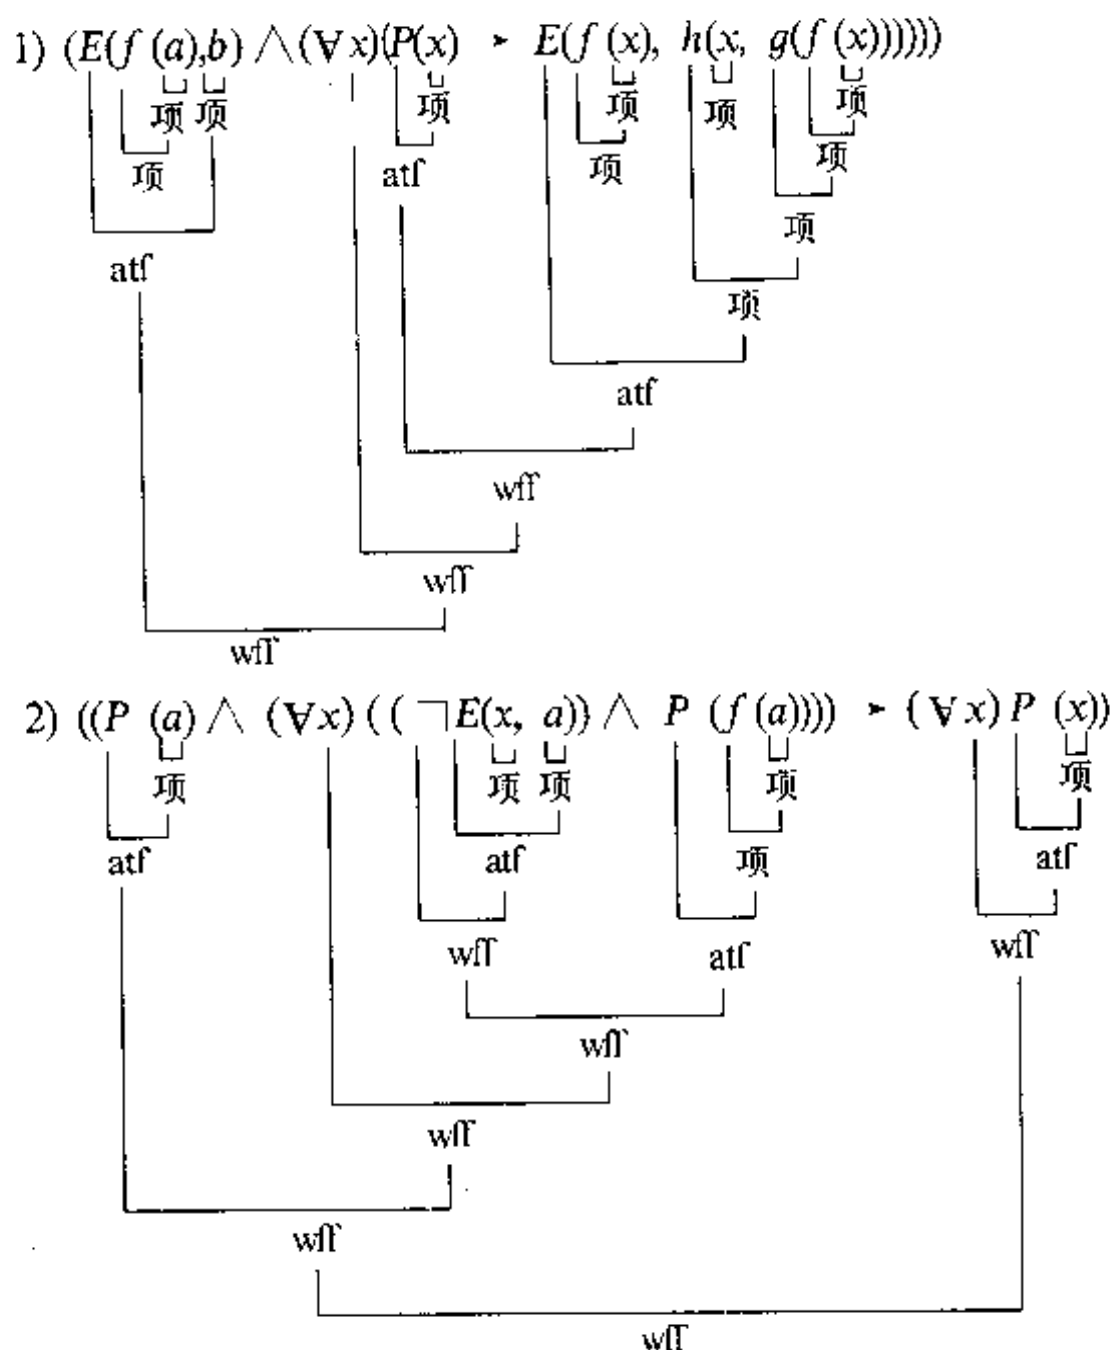 1) (E(f (a),b) ∧(∀x)(P(x) ➤ E(f (x), h(x, g(f (x))))))
项 项 项 项 项 项
项 atf 项 项
项
atf
项
atf
wff
wff
wff
2) ((P (a) ∧ (∀x) ((¬E(x, a)) ∧ P (f (a)))) ➤ (∀x) P (x))
项 项 项 项 项
atf atf 项 atf
wff atf wff
wff
wff
wff
wff